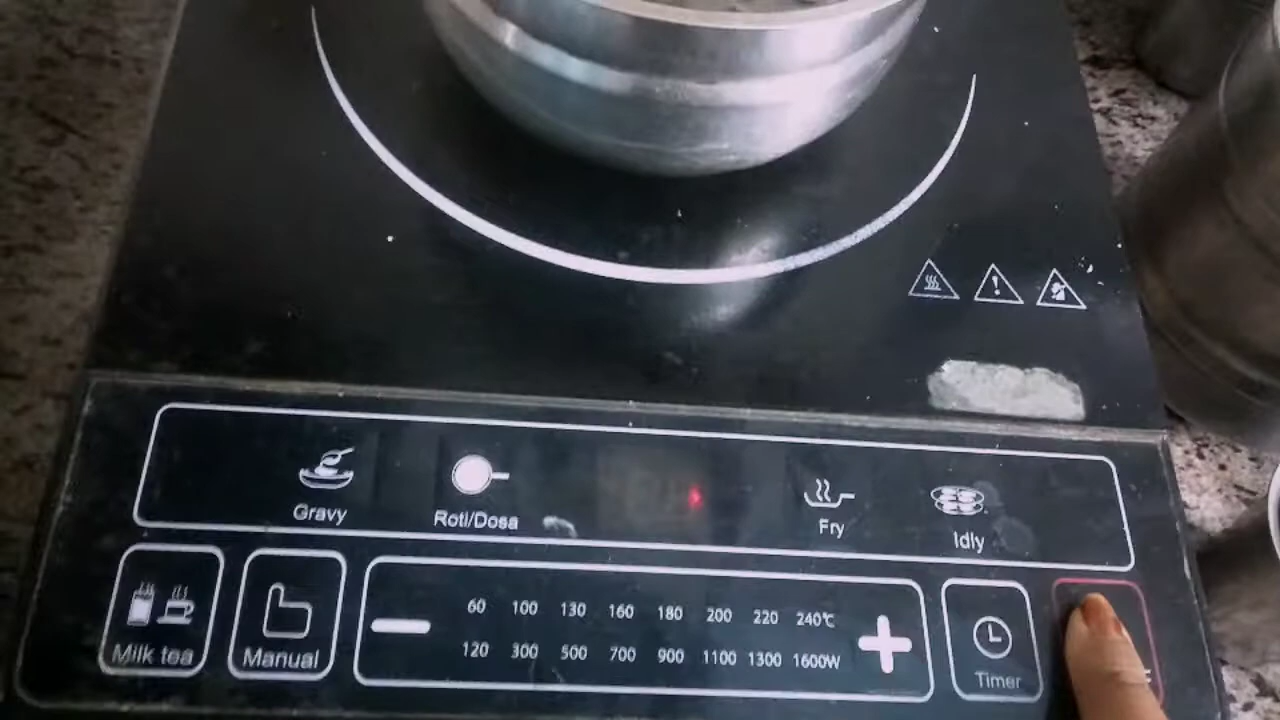 Gravy
Roti/Dosa
Fry
Idly
Milk tea
Manual
60 100 130 160 180 200 220 240℃
120 300 500 700 900 1100 1300 1600W
Timer